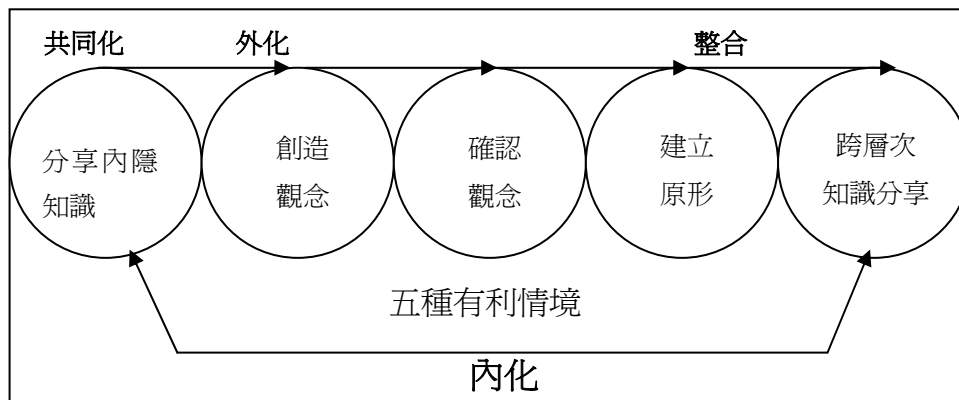 共同化 外化 整合
分享內隱
知識
創造
觀念
確認
觀念
建立
原形
跨層次
知識分享
五種有利情境
內化